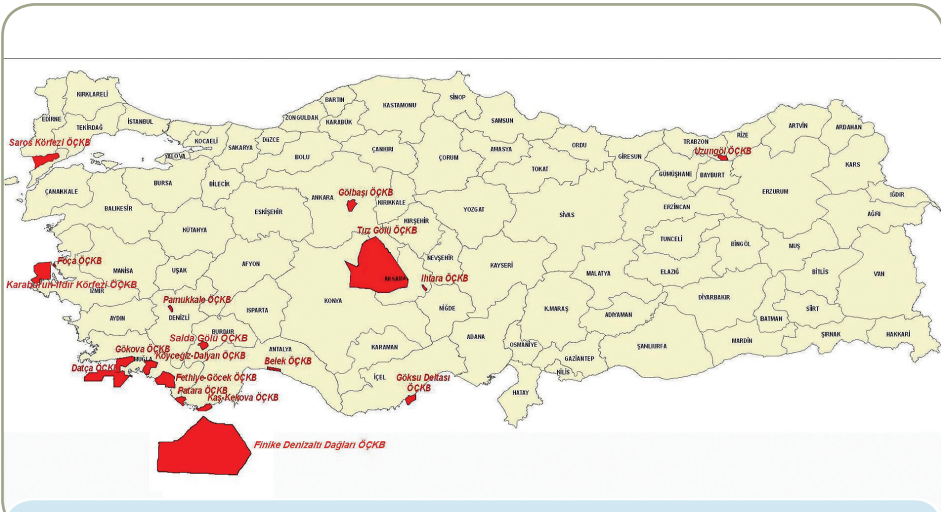 KIRKLARELİ
EDİRNE
TEKİRDAĞ
İSTANBUL
Saros Körfezi ÖÇKB
KOCAELİ
YALOVA
SAKARYA
DÜZCE
ZONGULDAK
BARTIN
KARABÜK
KASTAMONU
SİNOP
SAMSUN
BOLU
ÇANKIRI
ÇORUM
AMASYA
ORDU
TOKAT
GİRESUN
TRABZON
Uzungöl ÖÇKB
RİZE
ARTVİN
ARDAHAN
KARS
GÜMÜŞHANE
BAYBURT
ERZURUM
IĞDIR
AĞRI
ÇANAKKALE
BALIKESİR
BURSA
BİLECİK
ESKİŞEHİR
ANKARA
Gölbaşı ÖÇKB
KIRIKKALE
KIRŞEHİR
YOZGAT
SİVAS
ERZİNCAN
TUNCELİ
BİNGÖL
MUŞ
KÜTAHYA
Tuz Gölü ÖÇKB
AKSARAY
NEVŞEHİR
KAYSERİ
Ihlara ÖÇKB
NİĞDE
MALATYA
ELAZIĞ
BİTLİS
VAN
Foça ÖÇKB
MANİSA
UŞAK
AFYON
Karaburun Ildır Körfezi ÖÇKB
İZMİR
Pamukkale ÖÇKB
DENİZLİ
ISPARTA
KONYA
K.MARAŞ
ADIYAMAN
DİYARBAKIR
BATMAN
SİİRT
ŞIRNAK
HAKKARİ
MARDİN
AYDIN
BURDUR
Salda Gölü ÖÇKB
ANTALYA
KARAMAN
ADANA
OSMANİYE
GAZİANTEP
ŞANLIURFA
KİLİS
HATAY
Gökova ÖÇKB
MUĞLA
Köyceğiz-Dalyan ÖÇKB
Datça ÖÇKB
Belek ÖÇKB
Fethiye-Göcek ÖÇKB
İÇEL
Göksu Deltası
ÖÇKB
Patara ÖÇKB
Kaş-Kekova ÖÇKB
Finike Denizaltı Dağları ÖÇKB